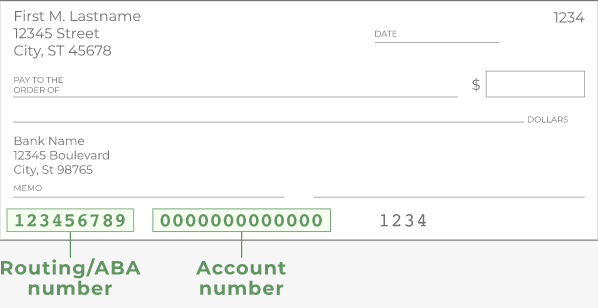 First M. Lastname
1234
12345 Street
DATE
City, ST 45678
PAY TO THE
ORDER OF
$
DOLLARS
Bank Name
12345 Boulevard
City, St 98765
MEMO
123456789 0000000000000 1234
Routing/ABA
number
Account
number